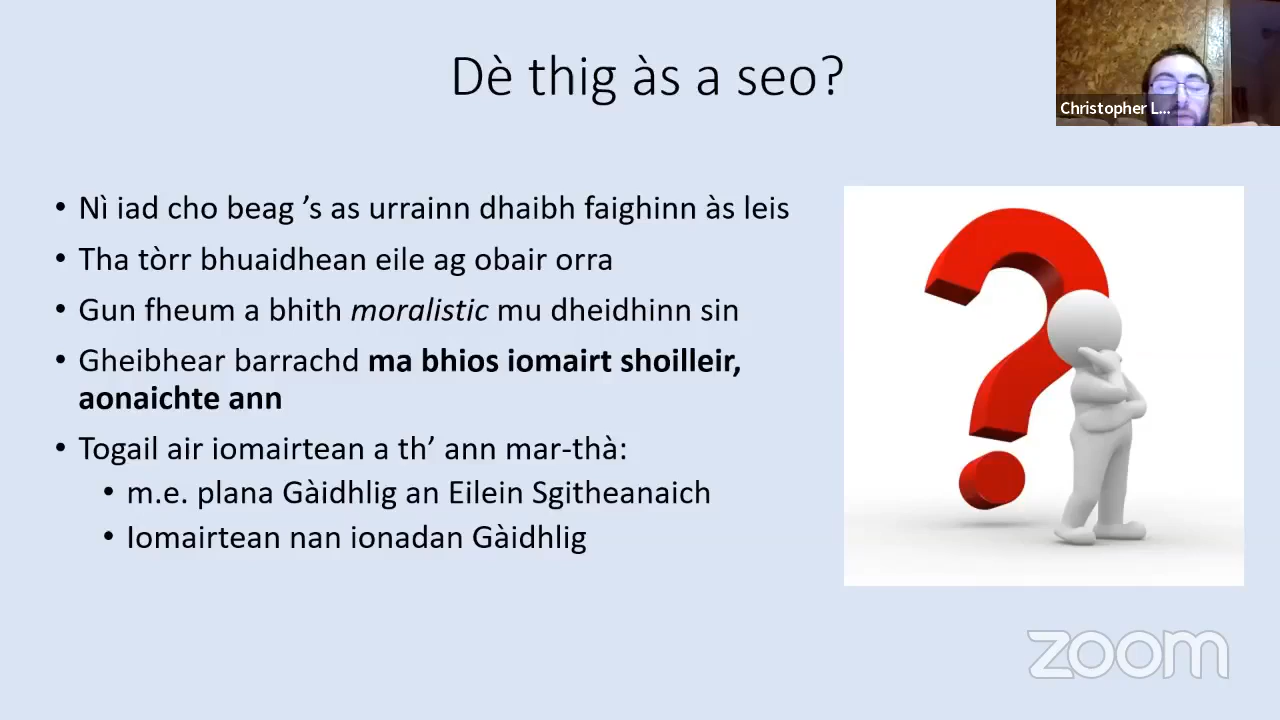 Dè thig às a seo?
Christopher L...
• Nì iad cho beag ’s as urrainn dhaibh faighinn às leis
• Tha tòrr bhuaidhean eile ag obair orra
• Gun fheum a bhith moralistic mu dheidhinn sin
• Gheibhear barrachd ma bhios iomairt shoilleir,
aonaichte ann
• Togail air iomairtean a th’ ann mar-thà:
• m.e. plana Gàidhlig an Eilein Sgitheanaich
• Iomairtean nan ionadan Gàidhlig
zoom